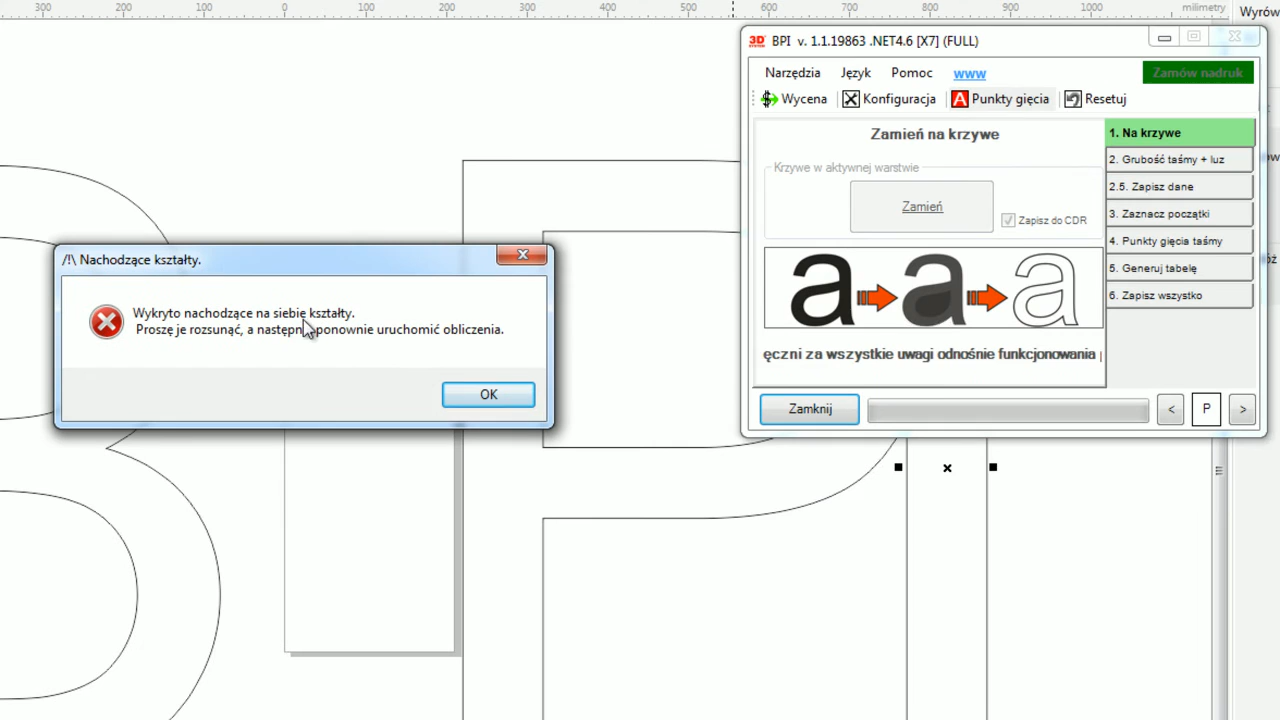 300 200 100 0 100 200 300 400 500 600 700 800 900 1000 milimetry
Wyrów
3D BPI v. 1.1.19863 .NET4.6 [X7] (FULL)
Narzędzia Język Pomoc www Zamów nadruk
Wycena Konfiguracja A Punkty gięcia Resetuj
Zamień na krzywe
Krzywe w aktywnej warstwie
Zamień
Zapisz do CDR
a a a
ęczni za wszystkie uwagi odnośnie funkcjonowania
1. Na krzywe
2. Grubość taśmy + luz
2.5. Zapisz dane
3. Zaznacz początki
4. Punkty gięcia taśmy
5. Generuj tabelę
6. Zapisz wszystko
Zamknij < P >
/!\ Nachodzące kształty.
Wykryto nachodzące na siebie kształty.
Proszę je rozsunąć, a następn ponownie uruchomić obliczenia.
OK